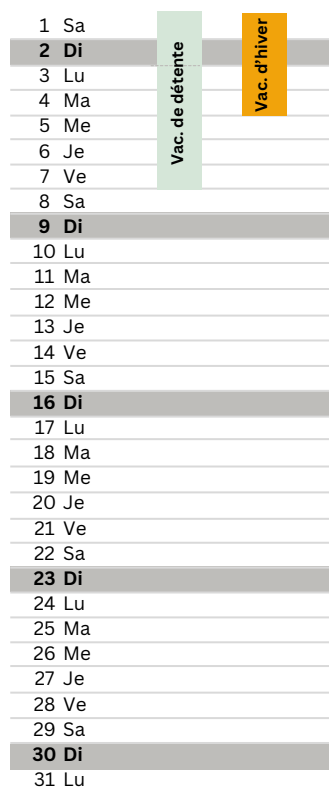 1 Sa
2 Di
3 Lu
4 Ma
5 Me
6 Je
7 Ve
8 Sa
9 Di
10 Lu
11 Ma
12 Me
13 Je
14 Ve
15 Sa
16 Di
17 Lu
18 Ma
19 Me
20 Je
21 Ve
22 Sa
23 Di
24 Lu
25 Ma
26 Me
27 Je
28 Ve
29 Sa
30 Di
31 Lu
Vac. de détente
Vac. d'hiver